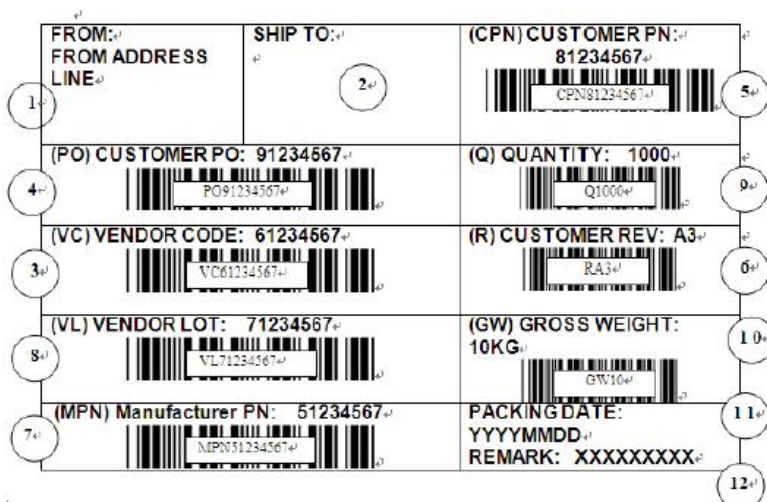 FROM:
FROM ADDRESS
LINE
1
SHIP TO:
2
(CPN) CUSTOMER PN:
81234567
CPN81234567
5
(PO) CUSTOMER PO: 91234567
PO91234567
4
(Q) QUANTITY: 1000
Q1000
9
(VC) VENDOR CODE: 61234567
VC61234567
3
(R) CUSTOMER REV: A3
RA3
6
(VL) VENDOR LOT: 71234567
VL71234567
8
(GW) GROSS WEIGHT:
10KG
GW10
10
(MPN) Manufacturer PN: 51234567
MPN51234567
7
PACKING DATE:
YYYYMMDD
11
REMARK: XXXXXXXXX
12